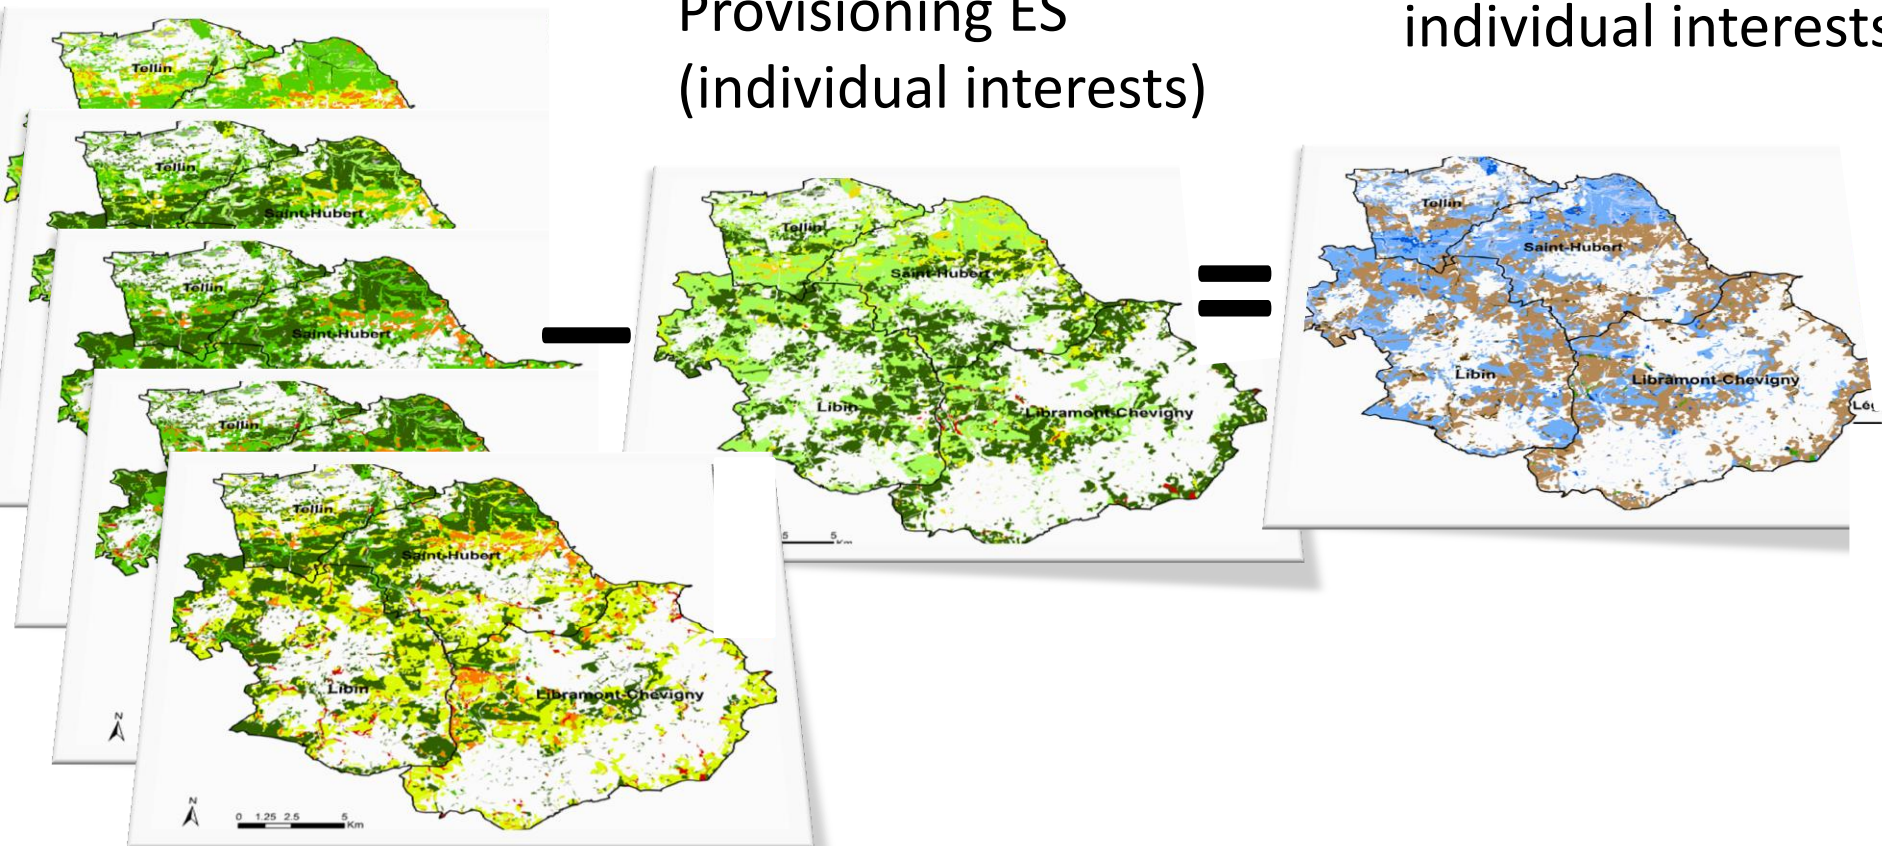 Provisioning ES
(individual interests)
individual interests
Tellin
Tellin
Saint-Hubert
Tellin
Saint-Hubert
Tellin
N
Tellin
Saint-Hubert
Libin
Libramont-Chevigny
N
0 1.25 2.5 5
Km
Tellin
Saint-Hubert
Libin
Libramont-Chevigny
5
Km
Tellin
Saint-Hubert
Libin
Libramont-Chevigny